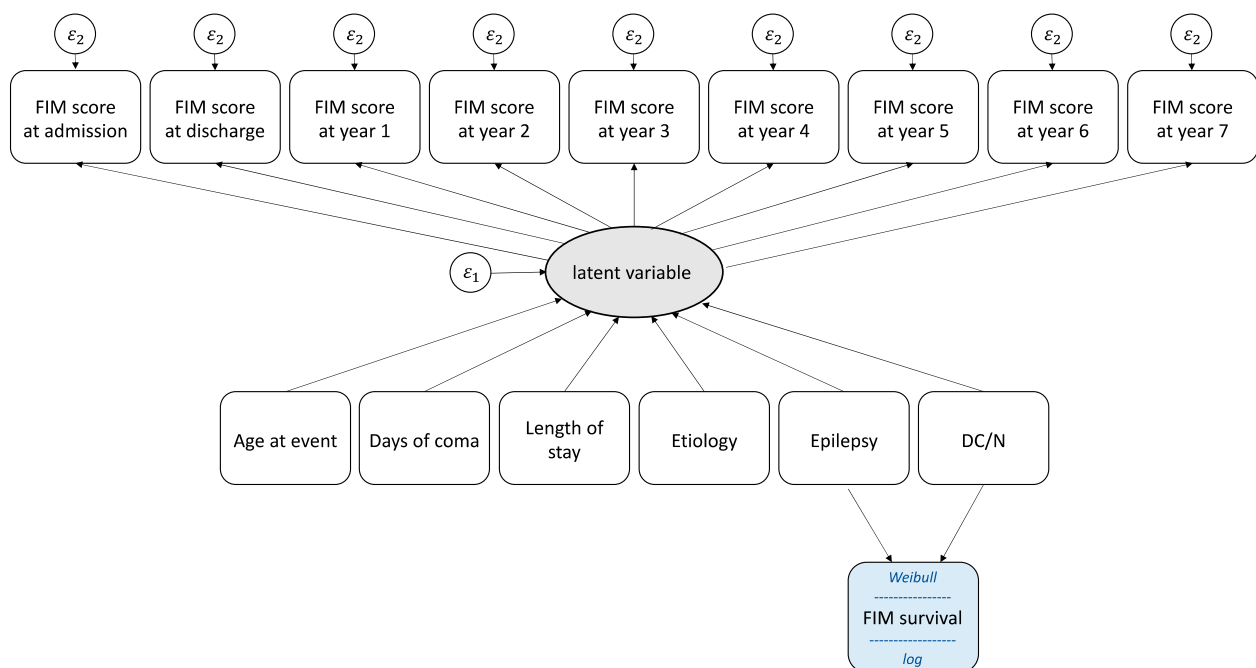 ε₂ ε₂ ε₂ ε₂ ε₂ ε₂ ε₂ ε₂ ε₂
FIM score
at admission
FIM score
at discharge
FIM score
at year 1
FIM score
at year 2
FIM score
at year 3
FIM score
at year 4
FIM score
at year 5
FIM score
at year 6
FIM score
at year 7
ε₁
latent variable
Age at event
Days of coma
Length of
stay
Etiology
Epilepsy
DC/N
Weibull
FIM survival
log